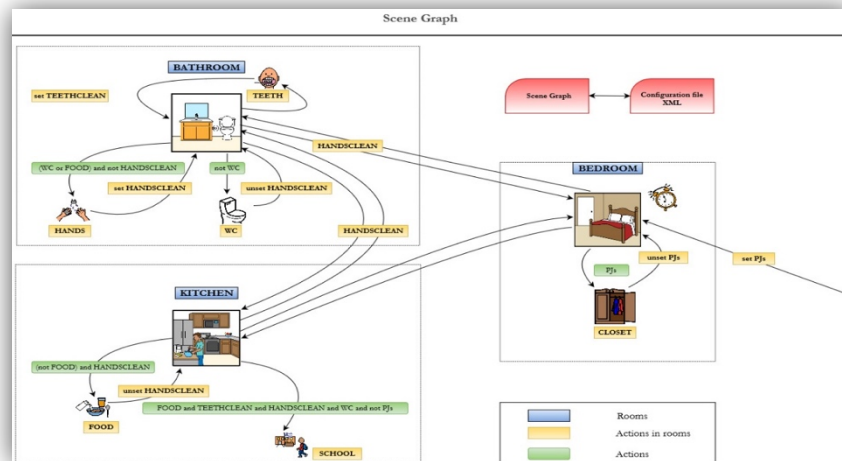 Scene Graph
BATHROOM
set TEETHCLEAN
TEETH
(WC or FOOD) and not HANDSCLEAN
not WC
set HANDSCLEAN
unset HANDSCLEAN
HANDS
WC
HANDSCLEAN
HANDSCLEAN
Scene Graph
Configuration file
XML
BEDROOM
unset PJs
set PJs
PJs
CLOSET
KITCHEN
(not FOOD) and HANDSCLEAN
unset HANDSCLEAN
FOOD
FOOD and TEETHCLEAN and HANDSCLEAN and WC and not PJs
SCHOOL
Rooms
Actions in rooms
Actions